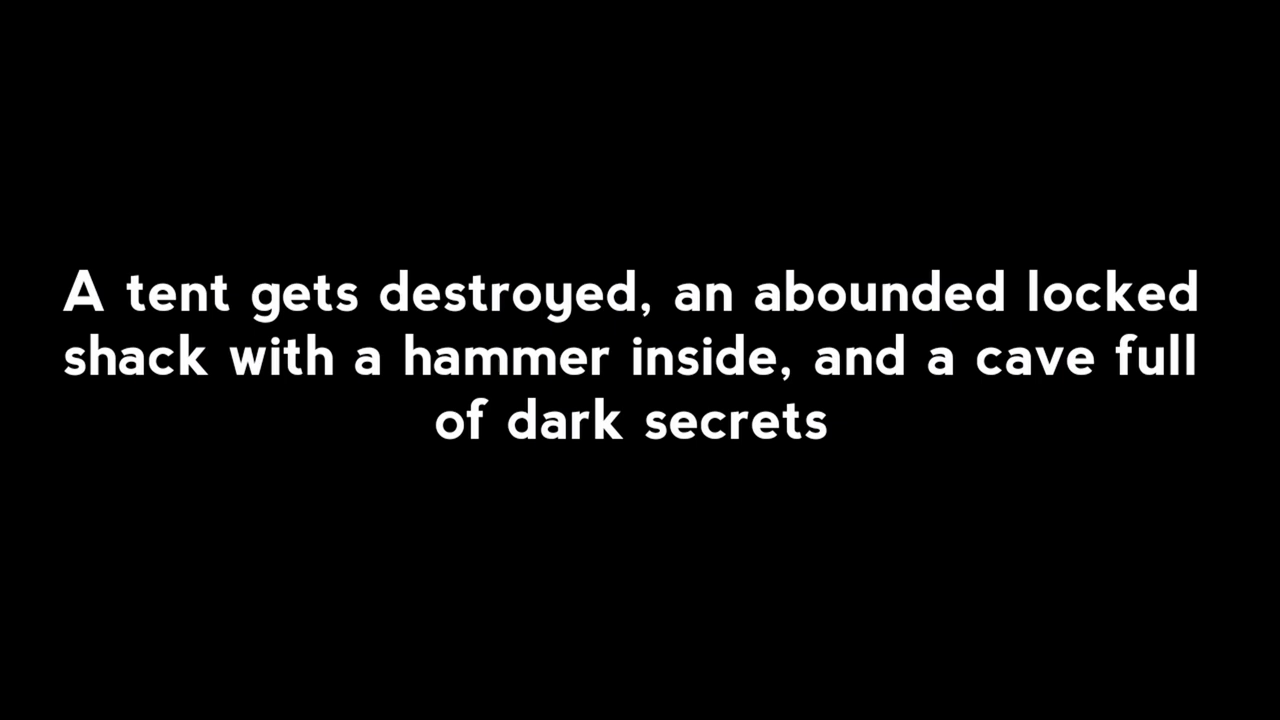 A tent gets destroyed, an abounded locked
shack with a hammer inside, and a cave full
of dark secrets